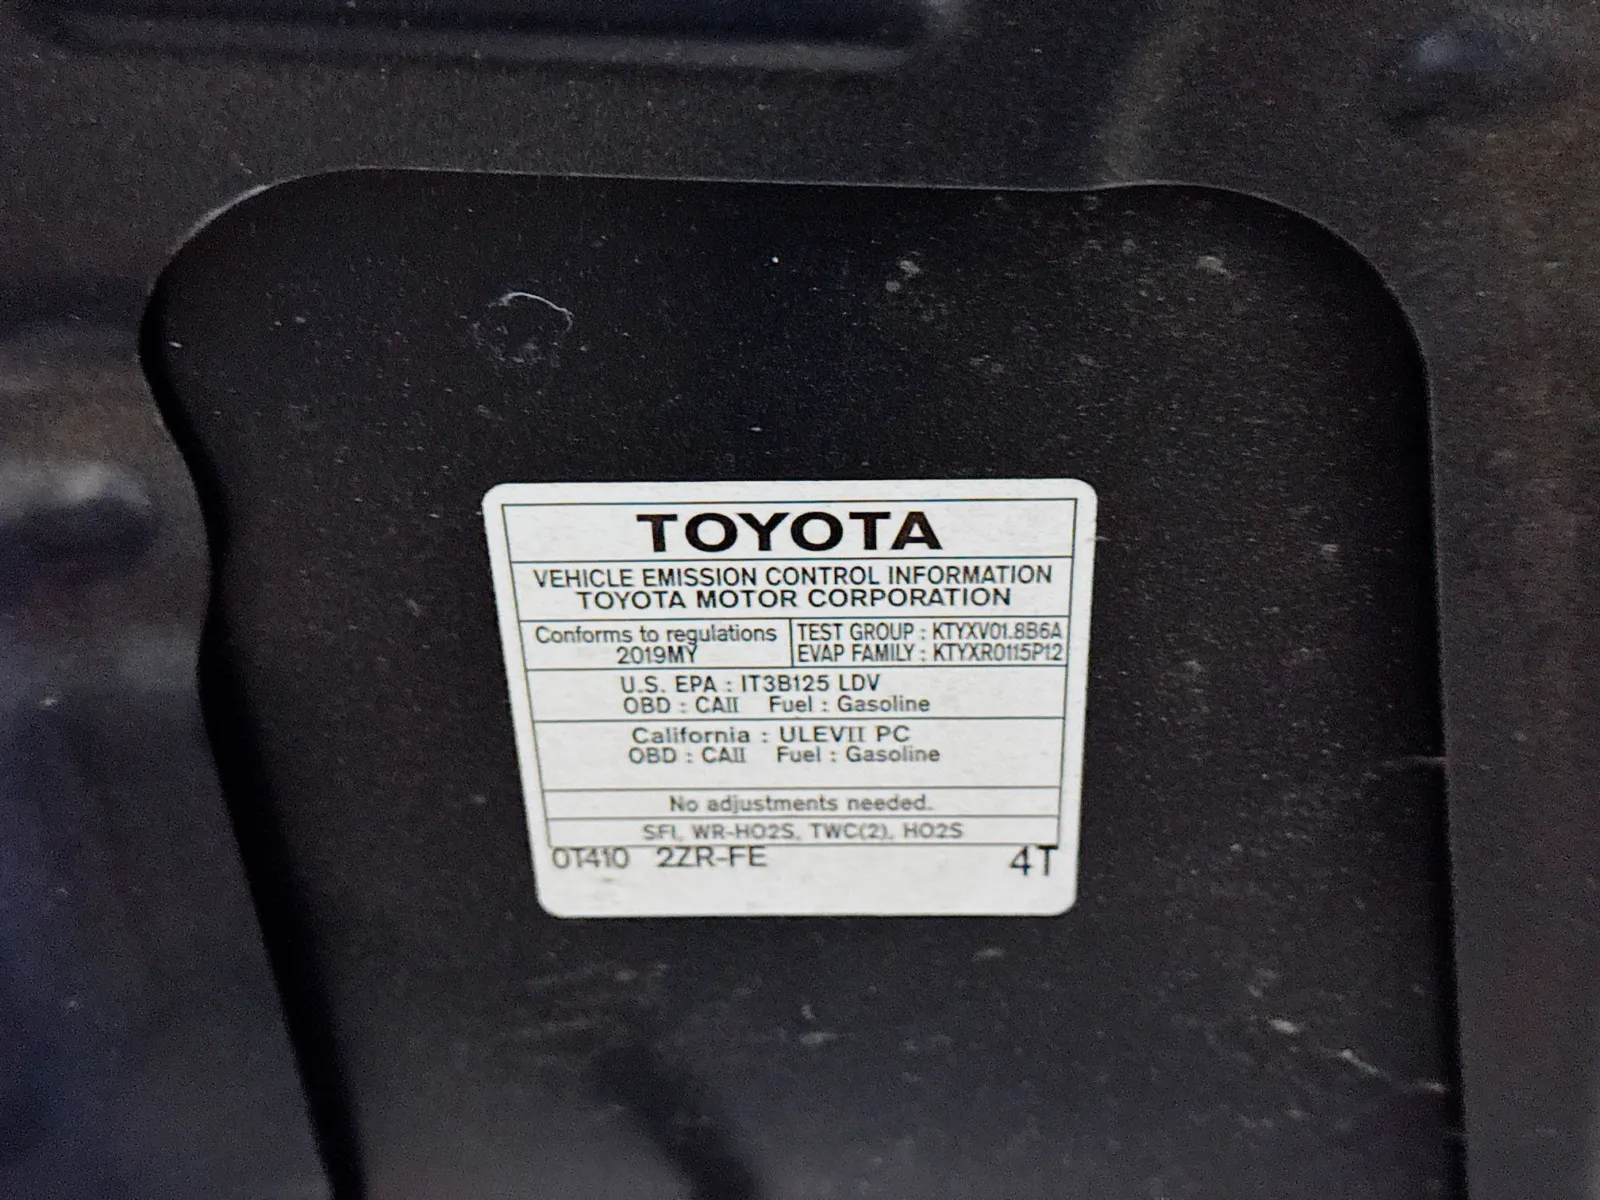 TOYOTA
VEHICLE EMISSION CONTROL INFORMATION
TOYOTA MOTOR CORPORATION
Conforms to regulations
2019MY
TEST GROUP : KTYXV01.8B6A
EVAP FAMILY : KTYXR0115P12
U.S. EPA : IT3B125 LDV
OBD : CAII Fuel : Gasoline
California : ULEVII PC
OBD : CAII Fuel : Gasoline
No adjustments needed.
SFI, WR-HO2S, TWC(2), HO2S
0T410 2ZR-FE 4T